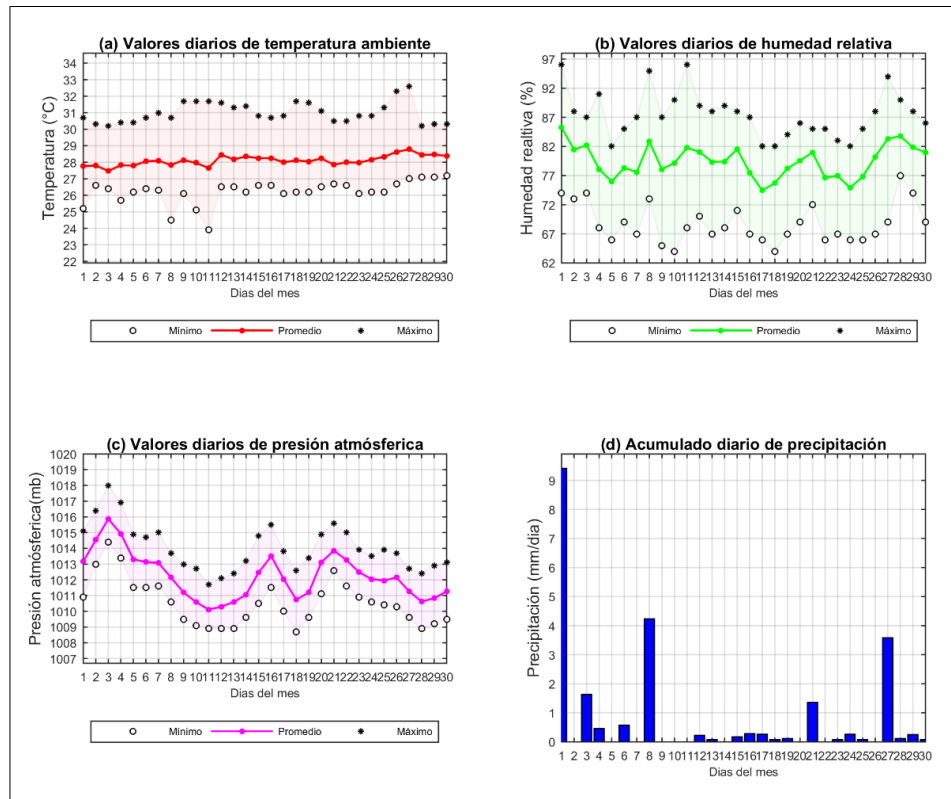 (a) Valores diarios de temperatura ambiente
Temperatura (°C)
34
33
32
31
30
29
28
27
26
25
24
23
22
1 2 3 4 5 6 7 8 9 10 11 12 13 14 15 16 17 18 19 20 21 22 23 24 25 26 27 28 29 30
Dias del mes
Mínimo Promedio Máximo
(b) Valores diarios de humedad relativa
Humedad realtiva (%)
97
92
87
82
77
72
67
62
1 2 3 4 5 6 7 8 9 10 11 12 13 14 15 16 17 18 19 20 21 22 23 24 25 26 27 28 29 30
Dias del mes
Mínimo Promedio Máximo
(c) Valores diarios de presión atmósferica
Presión atmósferica(mb)
1020
1019
1018
1017
1016
1015
1014
1013
1012
1011
1010
1009
1008
1007
1 2 3 4 5 6 7 8 9 10 11 12 13 14 15 16 17 18 19 20 21 22 23 24 25 26 27 28 29 30
Dias del mes
Mínimo Promedio Máximo
(d) Acumulado diario de precipitación
Precipitación (mm/dia)
9
8
7
6
5
4
3
2
1
0
1 2 3 4 5 6 7 8 9 10 11 12 13 14 15 16 17 18 19 20 21 22 23 24 25 26 27 28 29 30
Dias del mes